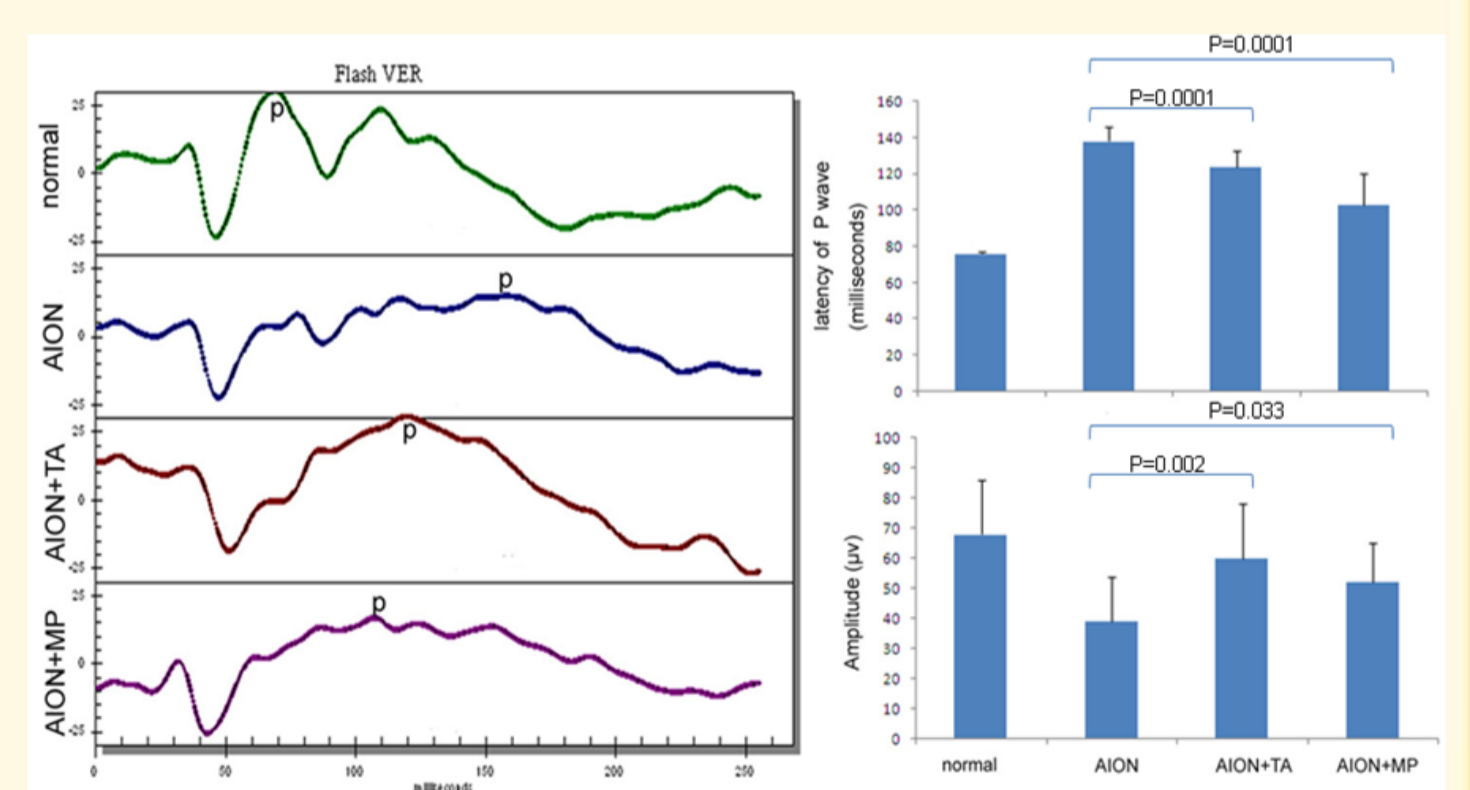 Flash VER
normal
25
0
-25
p
AION
25
0
-25
p
AION+TA
25
0
-25
p
AION+MP
25
0
-25
p
0 50 100 150 200 250
P=0.0001
P=0.0001
latency of P wave
(milliseconds)
160
140
120
100
80
60
40
20
0
P=0.033
P=0.002
Amplitude (µv)
100
90
80
70
60
50
40
30
20
10
0
normal AION AION+TA AION+MP